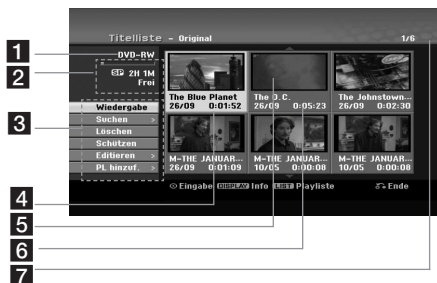 Titelliste – Original 1/6
1
DVD-RW
2
SP 2H 1M
Frei
3
Wiedergabe
Suchen >
Löschen
Schützen
Editieren >
PL hinzuf. >
The Blue Planet
26/09 0:01:52
The O.C.
26/09 0:05:23
The Johnstown...
26/09 0:02:30
M-THE JANUAR...
26/09 0:01:09
M-THE JANUAR...
10/05 0:00:08
M-THE JANUAR...
10/05 0:00:08
Eingabe DISPLAY Info LIST Playliste Ende
4
5
6
7